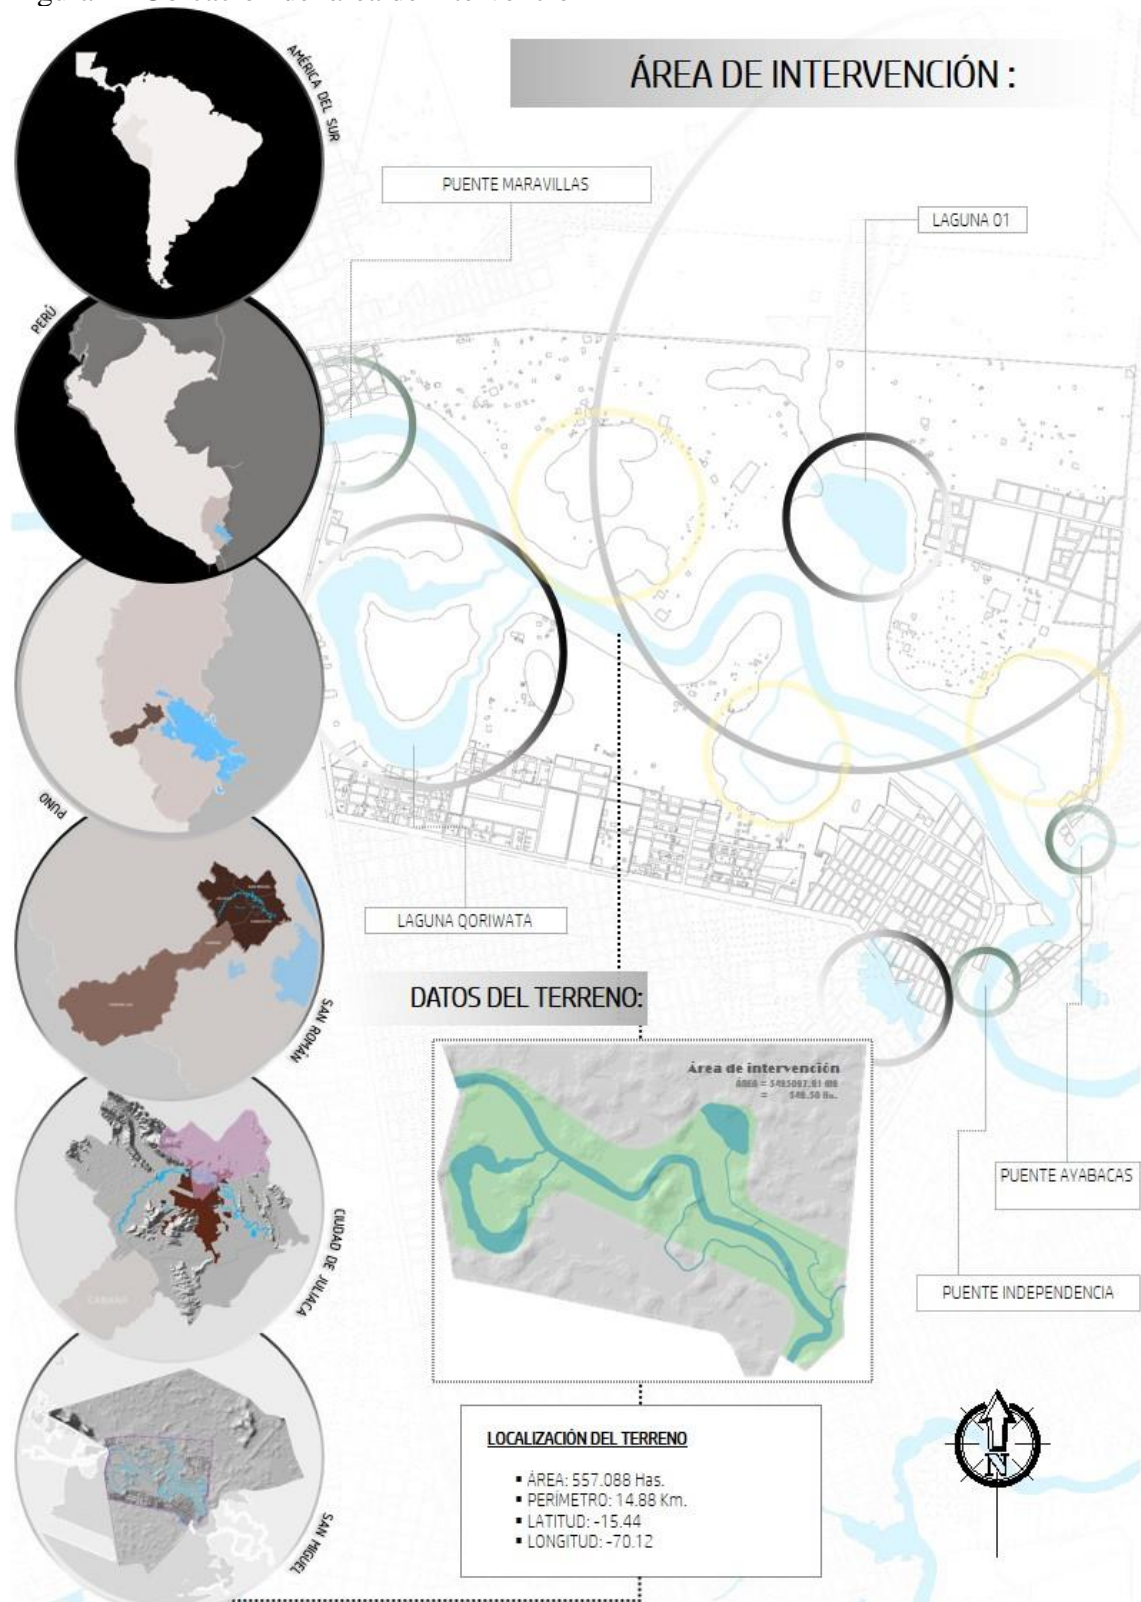 ÁREA DE INTERVENCIÓN :
AMÉRICA DEL SUR
PUENTE MARAVILLAS
LAGUNA 01
PERÚ
PUNO
LAGUNA QORIWATA
SAN ROMÁN
DATOS DEL TERRENO:
Área de intervención
PUENTE AYABACAS
CIUDAD DE JULIACA
CABANA
PUENTE INDEPENDENCIA
LOCALIZACIÓN DEL TERRENO
▪ ÁREA: 557.088 Has.
▪ PERÍMETRO: 14.88 Km.
▪ LATITUD: -15.44
▪ LONGITUD: -70.12
N
SAN MIGUEL